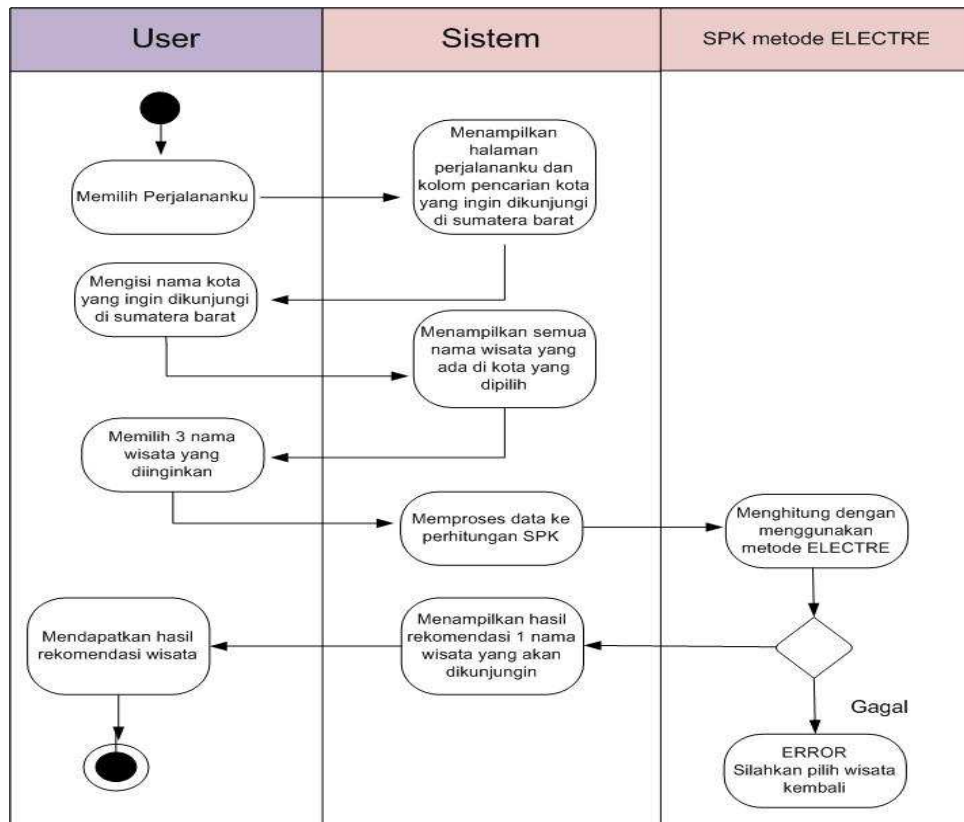 User
Sistem
SPK metode ELECTRE
Memilih Perjalananku
Menampilkan
halaman
perjalananku dan
kolom pencarian kota
yang ingin dikunjungi
di sumatera barat
Mengisi nama kota
yang ingin dikunjungi
di sumatera barat
Menampilkan semua
nama wisata yang
ada di kota yang
dipilih
Memilih 3 nama
wisata yang
diinginkan
Memproses data ke
perhitungan SPK
Menghitung dengan
menggunakan
metode ELECTRE
Menampilkan hasil
rekomendasi 1 nama
wisata yang akan
dikunjungin
Mendapatkan hasil
rekomendasi wisata
Gagal
ERROR
Silahkan pilih wisata
kembali